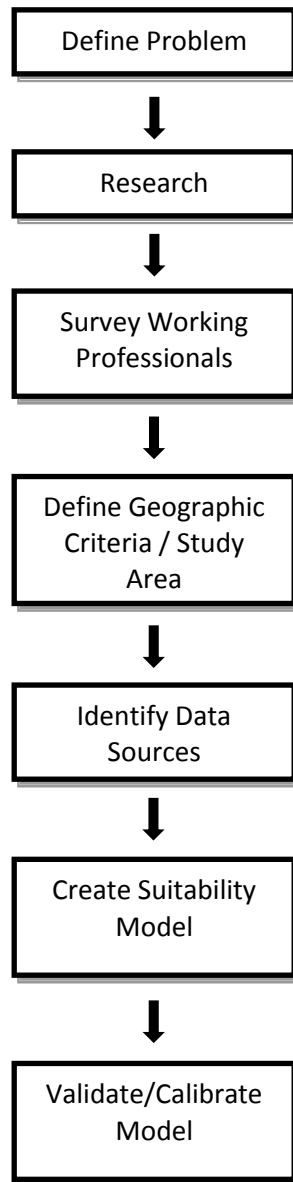 Define Problem
Research
Survey Working
Professionals
Define Geographic
Criteria / Study
Area
Identify Data
Sources
Create Suitability
Model
Validate/Calibrate
Model